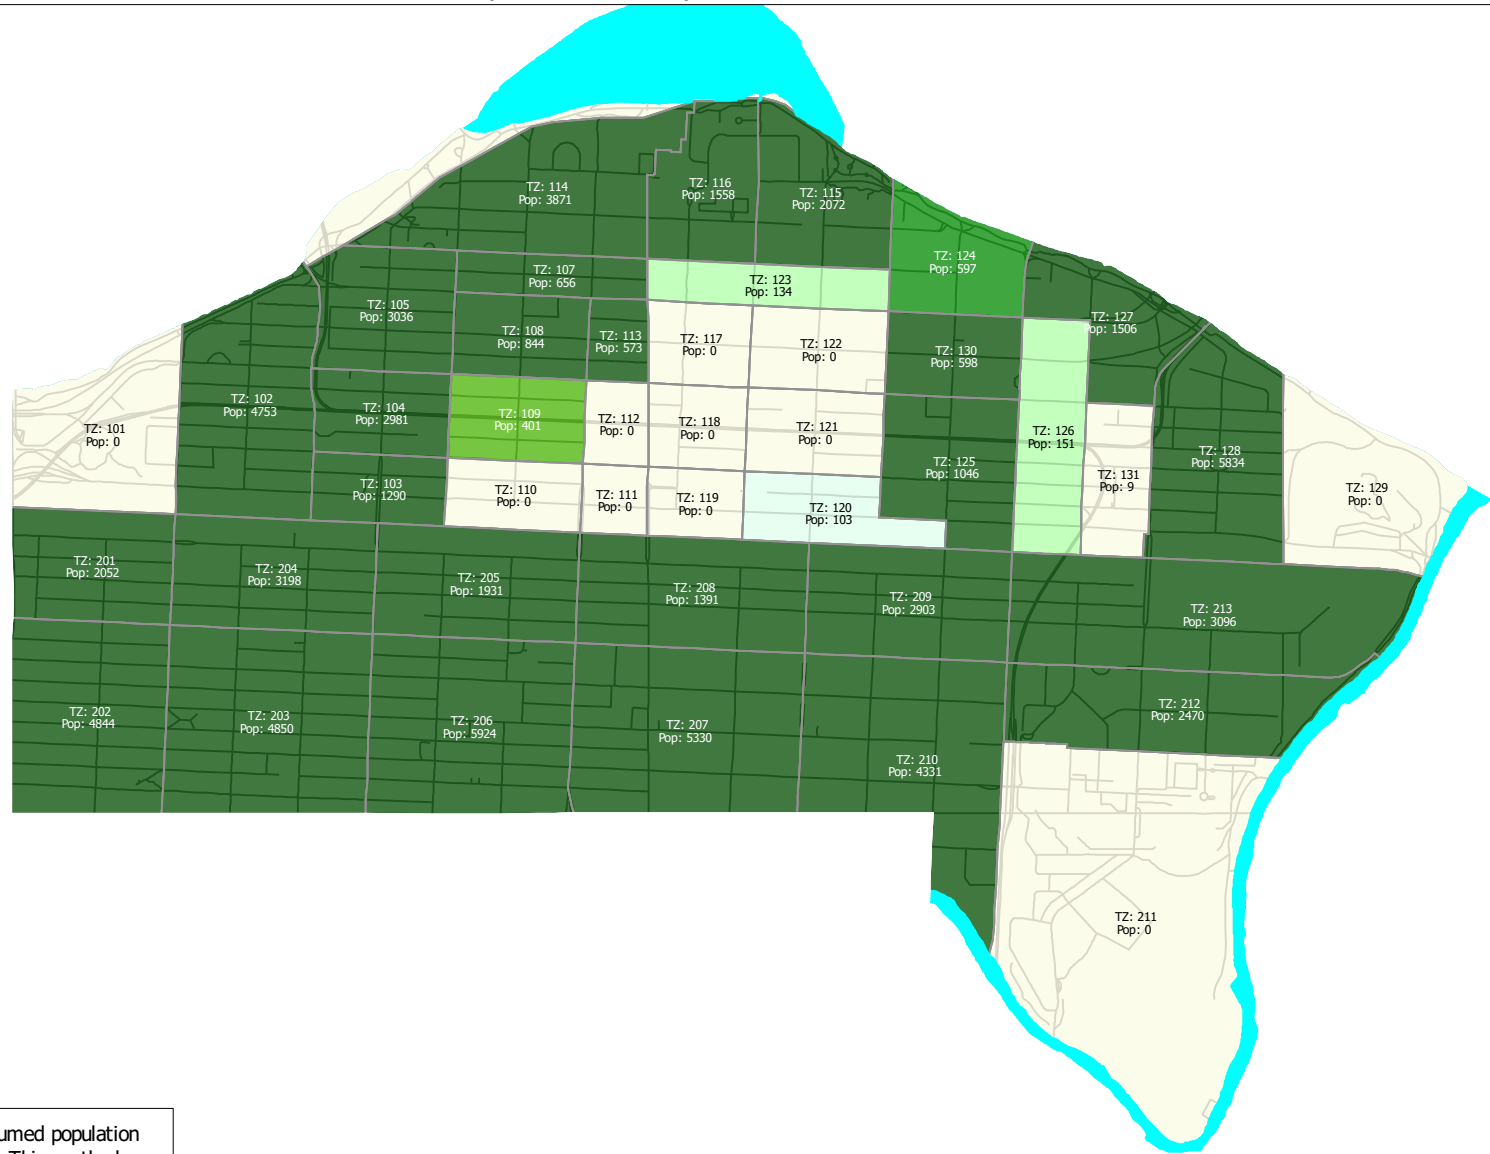 TZ: 116
Pop: 1558
TZ: 114
Pop: 3871
TZ: 115
Pop: 2072
TZ: 124
Pop: 597
TZ: 107
Pop: 656
TZ: 123
Pop: 134
TZ: 105
Pop: 3036
TZ: 127
Pop: 1506
TZ: 108
Pop: 844
TZ: 113
Pop: 573
TZ: 117
Pop: 0
TZ: 122
Pop: 0
TZ: 130
Pop: 598
TZ: 102
Pop: 4753
TZ: 104
Pop: 2981
TZ: 109
Pop: 401
TZ: 112
Pop: 0
TZ: 118
Pop: 0
TZ: 121
Pop: 0
TZ: 101
Pop: 0
TZ: 126
Pop: 151
TZ: 128
Pop: 5834
TZ: 125
Pop: 1046
TZ: 131
Pop: 9
TZ: 103
Pop: 1290
TZ: 110
Pop: 0
TZ: 111
Pop: 0
TZ: 119
Pop: 0
TZ: 120
Pop: 103
TZ: 129
Pop: 0
TZ: 201
Pop: 2052
TZ: 204
Pop: 3198
TZ: 205
Pop: 1931
TZ: 208
Pop: 1391
TZ: 209
Pop: 2903
TZ: 213
Pop: 3096
TZ: 202
Pop: 4844
TZ: 203
Pop: 4850
TZ: 206
Pop: 5924
TZ: 207
Pop: 5330
TZ: 212
Pop: 2470
TZ: 210
Pop: 4331
TZ: 211
Pop: 0
umed population